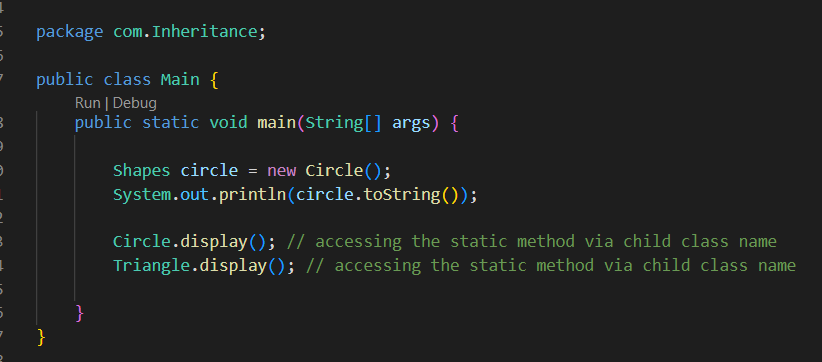 package com.Inheritance;
public class Main {
Run | Debug
public static void main(String[] args) {
Shapes circle = new Circle();
System.out.println(circle.toString());
Circle.display(); // accessing the static method via child class name
Triangle.display(); // accessing the static method via child class name
}
}